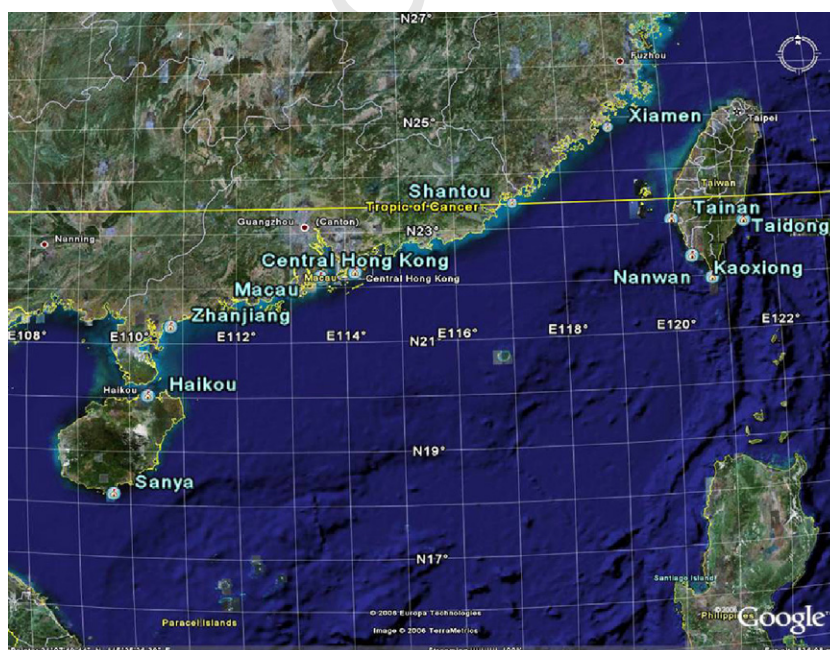 N27°
Fuzhou
N
Xiamen
N25°
Taipei
Shantou
Taiwan
Tropic of Cancer
Tainan
Guangzhou (Canton)
Taidong
N23°
Nanning
Central Hong Kong
Kaoxiong
Nanwan
Macau
Central Hong Kong
Macau
Zhanjiang
E108°
E110°
E112°
E114°
E116°
E118°
E120°
E122°
N21°
Haikou
Haikou
N19°
Sanya
N17°
Santiago Island
Paracel Islands
© 2006 Europa Technologies
Image © 2006 TerraMetrics
©2006
Google